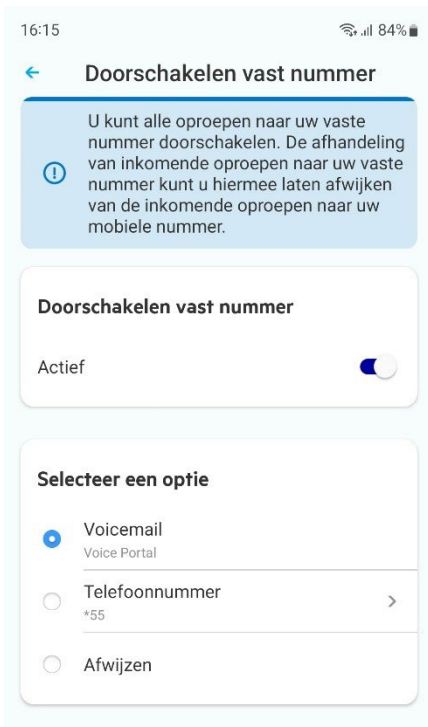 16:15
84%
Doorschakelen vast nummer
U kunt alle oproepen naar uw vaste
nummer doorschakelen. De afhandeling
van inkomende oproepen naar uw vaste
nummer kunt u hiermee laten afwijken
van de inkomende oproepen naar uw
mobiele nummer.
Doorschakelen vast nummer
Actief
Selecteer een optie
Voicemail
Voice Portal
Telefoonnummer
*55
Afwijzen